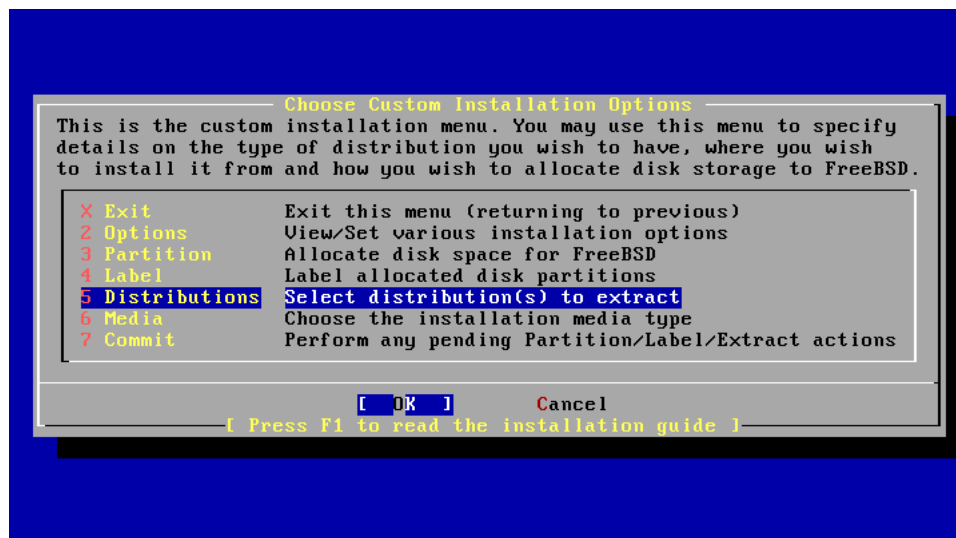 Choose Custom Installation Options
This is the custom installation menu. You may use this menu to specify
details on the type of distribution you wish to have, where you wish
to install it from and how you wish to allocate disk storage to FreeBSD.
X Exit Exit this menu (returning to previous)
2 Options View/Set various installation options
3 Partition Allocate disk space for FreeBSD
4 Label Label allocated disk partitions
5 Distributions Select distribution(s) to extract
6 Media Choose the installation media type
7 Commit Perform any pending Partition/Label/Extract actions
[ OK ] Cancel
[ Press F1 to read the installation guide ]